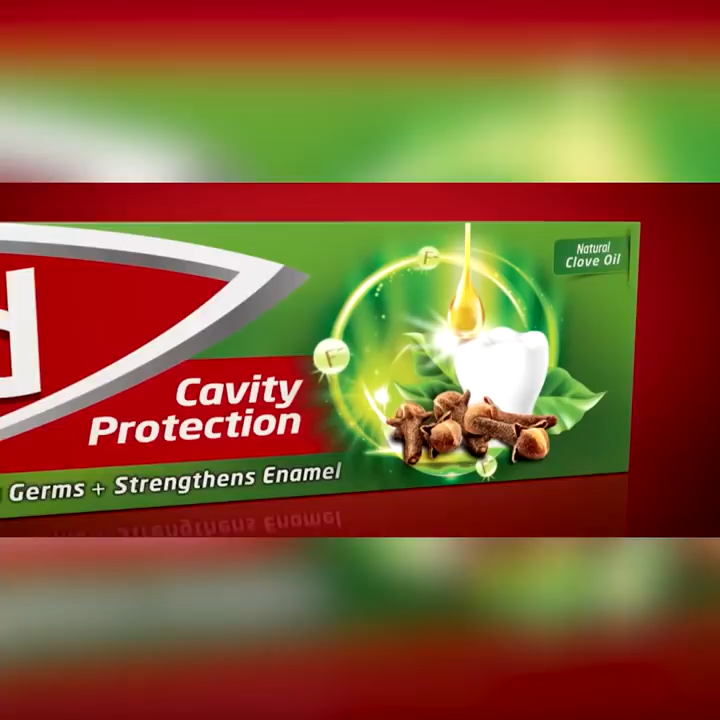 d
Natural
Clove Oil
F
F
Cavity
Protection
Germs + Strengthens Enamel